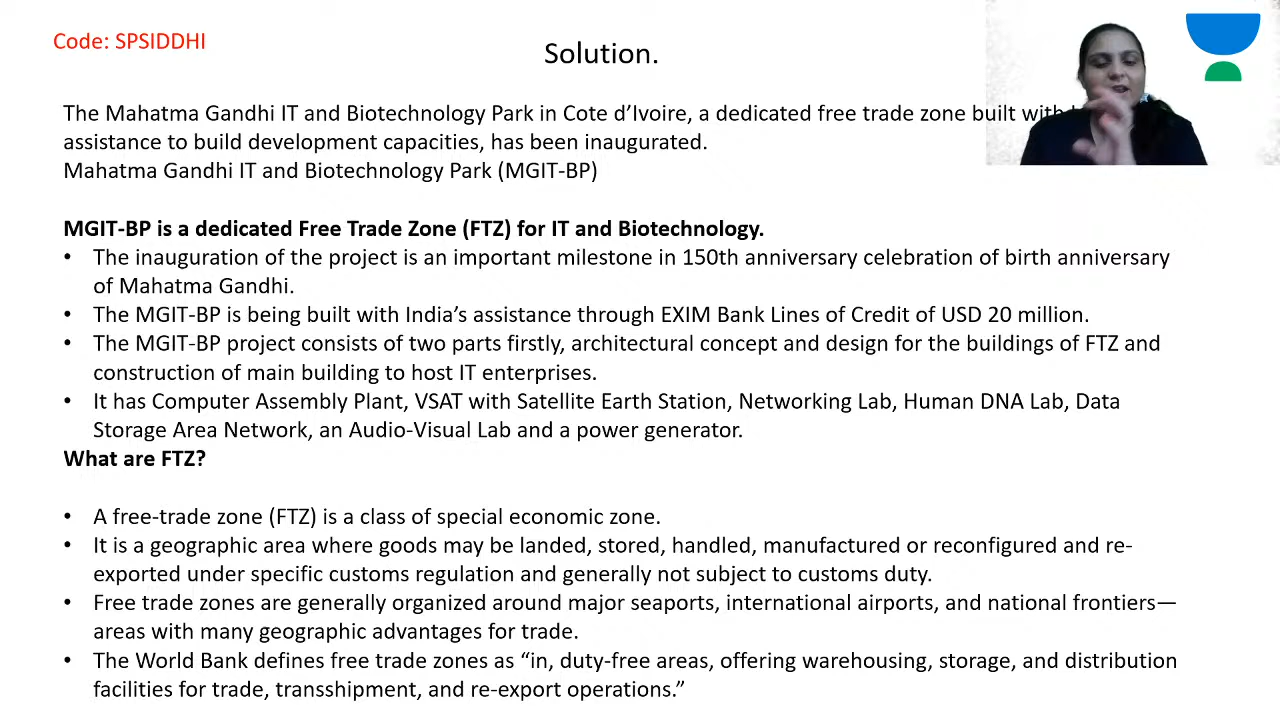 Code: SPSIDDHI
Solution.
The Mahatma Gandhi IT and Biotechnology Park in Cote d’Ivoire, a dedicated free trade zone built with
assistance to build development capacities, has been inaugurated.
Mahatma Gandhi IT and Biotechnology Park (MGIT-BP)
MGIT-BP is a dedicated Free Trade Zone (FTZ) for IT and Biotechnology.
• The inauguration of the project is an important milestone in 150th anniversary celebration of birth anniversary
of Mahatma Gandhi.
• The MGIT-BP is being built with India’s assistance through EXIM Bank Lines of Credit of USD 20 million.
• The MGIT-BP project consists of two parts firstly, architectural concept and design for the buildings of FTZ and
construction of main building to host IT enterprises.
• It has Computer Assembly Plant, VSAT with Satellite Earth Station, Networking Lab, Human DNA Lab, Data
Storage Area Network, an Audio-Visual Lab and a power generator.
What are FTZ?
• A free-trade zone (FTZ) is a class of special economic zone.
• It is a geographic area where goods may be landed, stored, handled, manufactured or reconfigured and re-
exported under specific customs regulation and generally not subject to customs duty.
• Free trade zones are generally organized around major seaports, international airports, and national frontiers—
areas with many geographic advantages for trade.
• The World Bank defines free trade zones as “in, duty-free areas, offering warehousing, storage, and distribution
facilities for trade, transshipment, and re-export operations.”